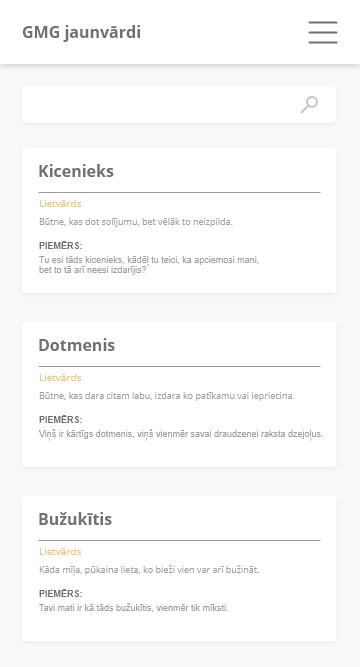 GMG jaunvārdi
Kicenieks
Lietvārds
Būtne, kas dot solījumu, bet vēlāk to neizpilda.
PIEMĒRS:
Tu esi tāds kicenieks, kādēļ tu teici, ka apciemosi mani,
bet to tā arī neesi izdarījis?
Dotmenis
Lietvārds
Būtne, kas dara citam labu, izdara ko patīkamu vai iepriecina.
PIEMĒRS:
Viņš ir kārtīgs dotmenis, viņš vienmēr savai draudzenei raksta dzejoļus.
Bužukītis
Lietvārds
Kāda mīļa, pūkaina lieta, ko bieži vien var arī bužināt.
PIEMĒRS:
Tavi mati ir kā tāds bužukītis, vienmēr tik mīksti.